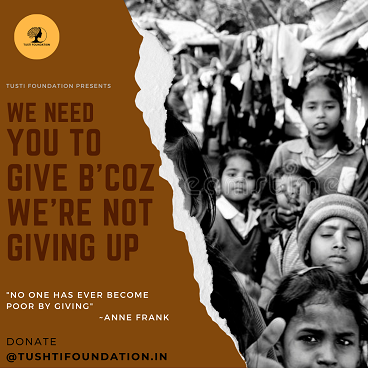 TUSTI FOUNDATION
TUSTI FOUNDATION PRESENTS
WE NEED
YOU TO
GIVE B'COZ
WE'RE NOT
GIVING UP
"NO ONE HAS EVER BECOME
POOR BY GIVING"
-ANNE FRANK
DONATE
@TUSHTIFOUNDATION.IN